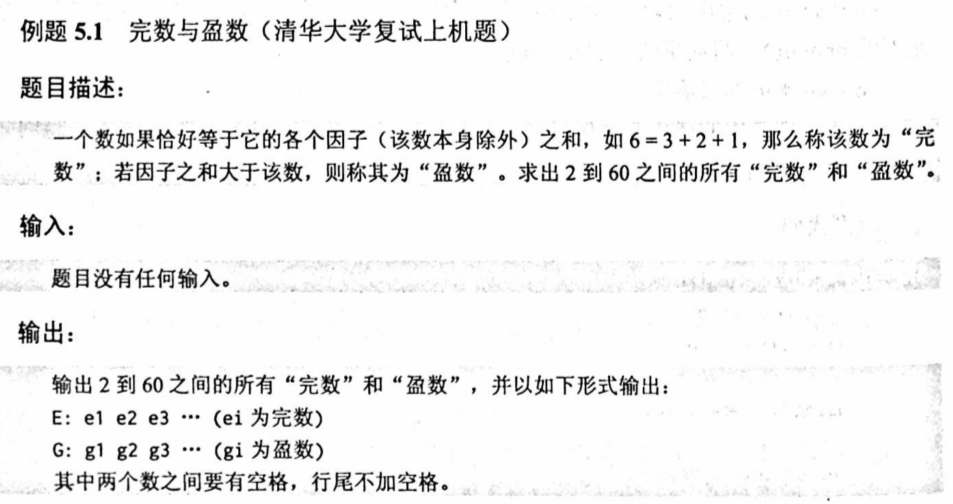 例题 5.1 完数与盈数（清华大学复试上机题）
题目描述：
一个数如果恰好等于它的各个因子（该数本身除外）之和，如 6 = 3 + 2 + 1，那么称该数为“完
数”；若因子之和大于该数，则称其为“盈数”。求出 2 到 60 之间的所有“完数”和“盈数”。
输入：
题目没有任何输入。
输出：
输出 2 到 60 之间的所有“完数”和“盈数”，并以如下形式输出：
E: e1 e2 e3 … (ei 为完数)
G: g1 g2 g3 … (gi 为盈数)
其中两个数之间要有空格，行尾不加空格。